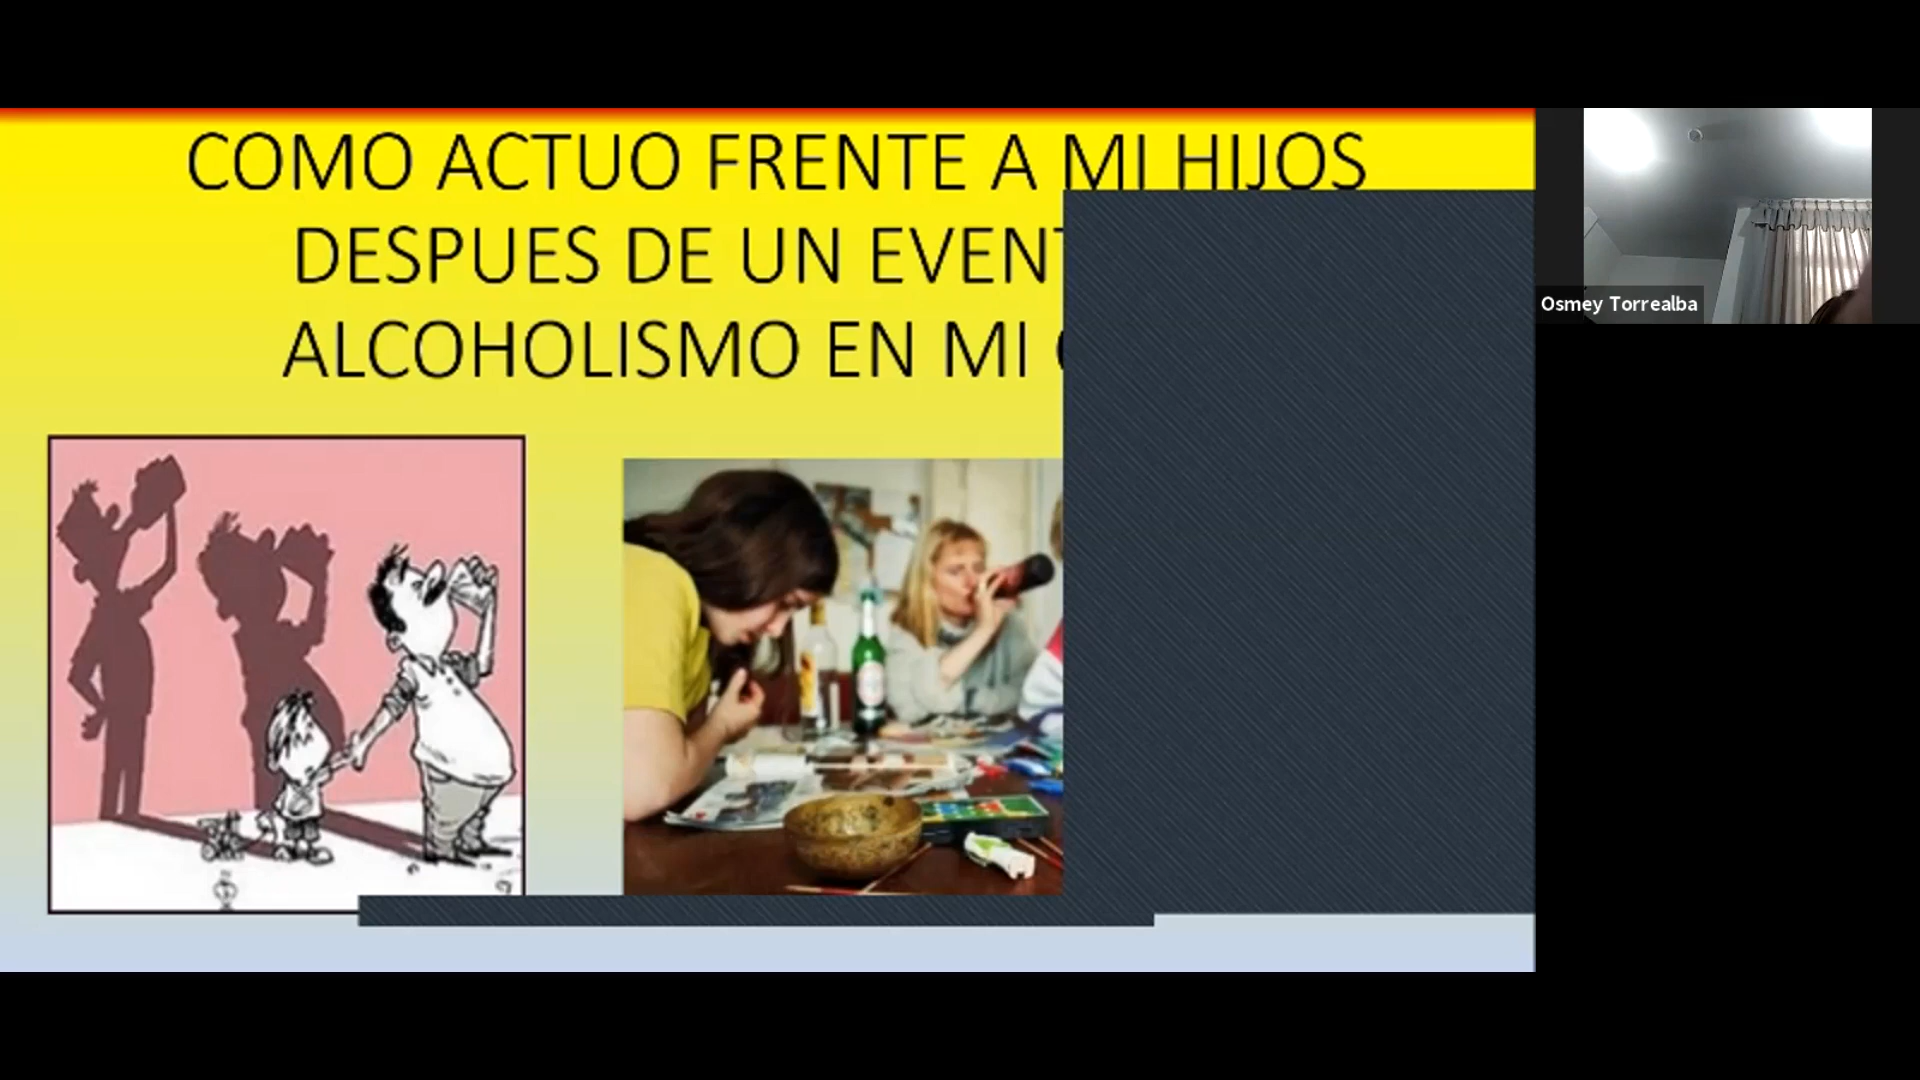 COMO ACTUO FRENTE A MI HIJOS
DESPUES DE UN EVENT
ALCOHOLISMO EN MI
Osmey Torrealba